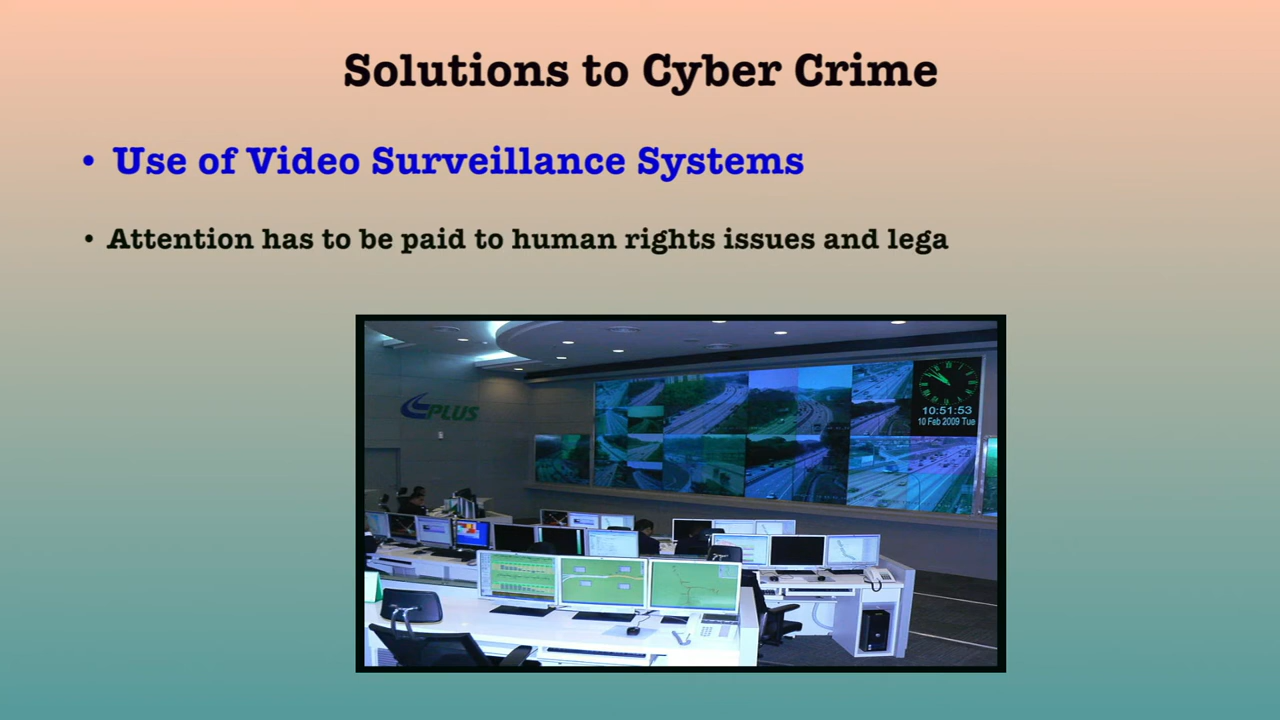 Solutions to Cyber Crime
• Use of Video Surveillance Systems
• Attention has to be paid to human rights issues and lega
PLUS
10:51:53
10 Feb 2009 Tue